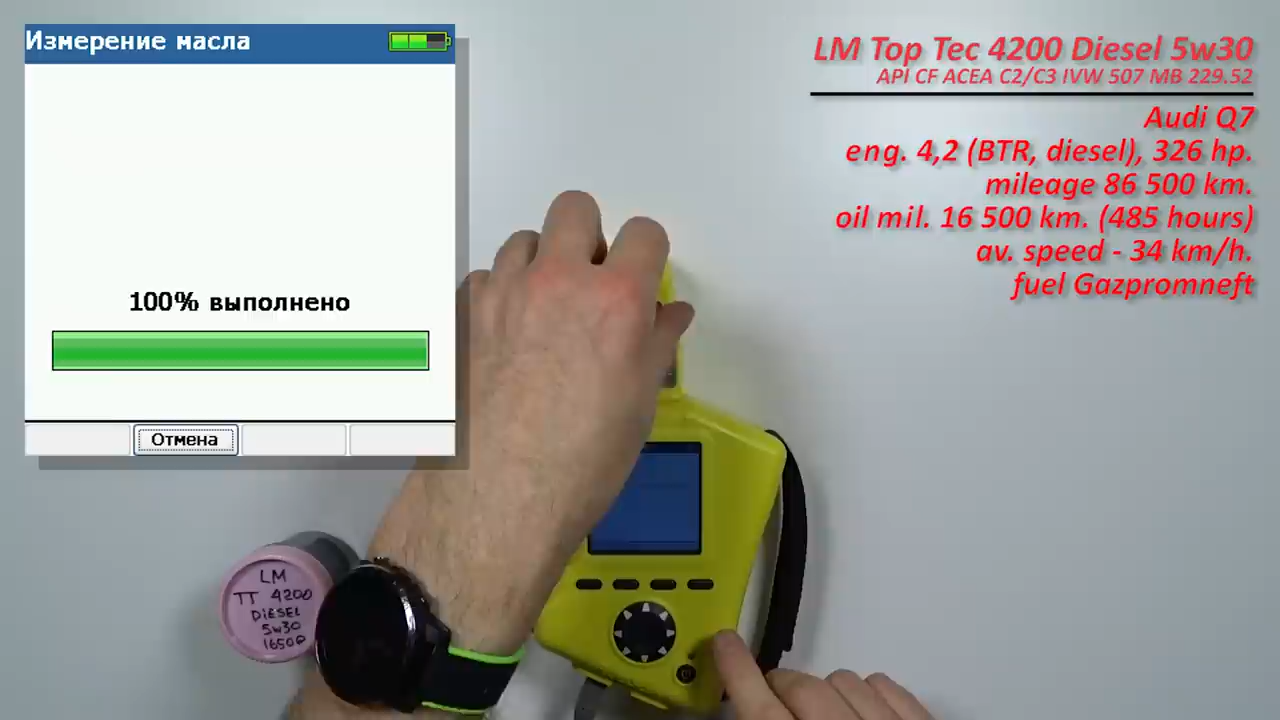 Измерение масла
100% выполнено
Отмена
LM Top Tec 4200 Diesel 5w30
API CF ACEA C2/C3 IVW 507 MB 229.52
Audi Q7
eng. 4,2 (BTR, diesel), 326 hp.
mileage 86 500 km.
oil mil. 16 500 km. (485 hours)
av. speed - 34 km/h.
fuel Gazpromneft
LM
TT 4200
DIESEL
5w30